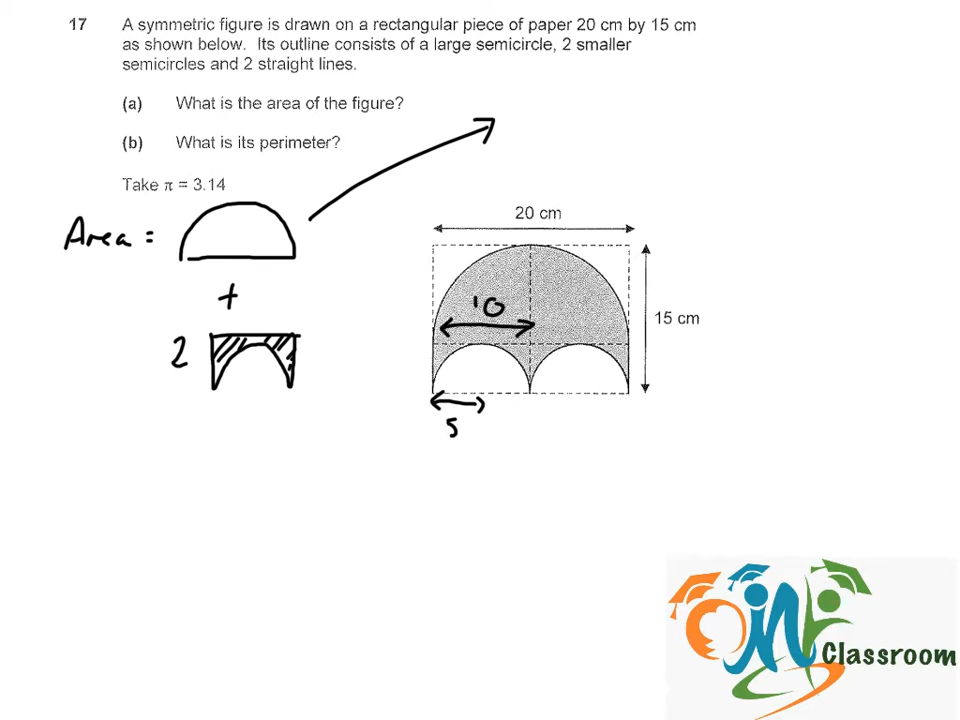 17 A symmetric figure is drawn on a rectangular piece of paper 20 cm by 15 cm
as shown below. Its outline consists of a large semicircle, 2 smaller
semicircles and 2 straight lines.
(a) What is the area of the figure?
(b) What is its perimeter?
Take π = 3.14
Area =
+
2
20 cm
10
15 cm
5
OinK
Classroom